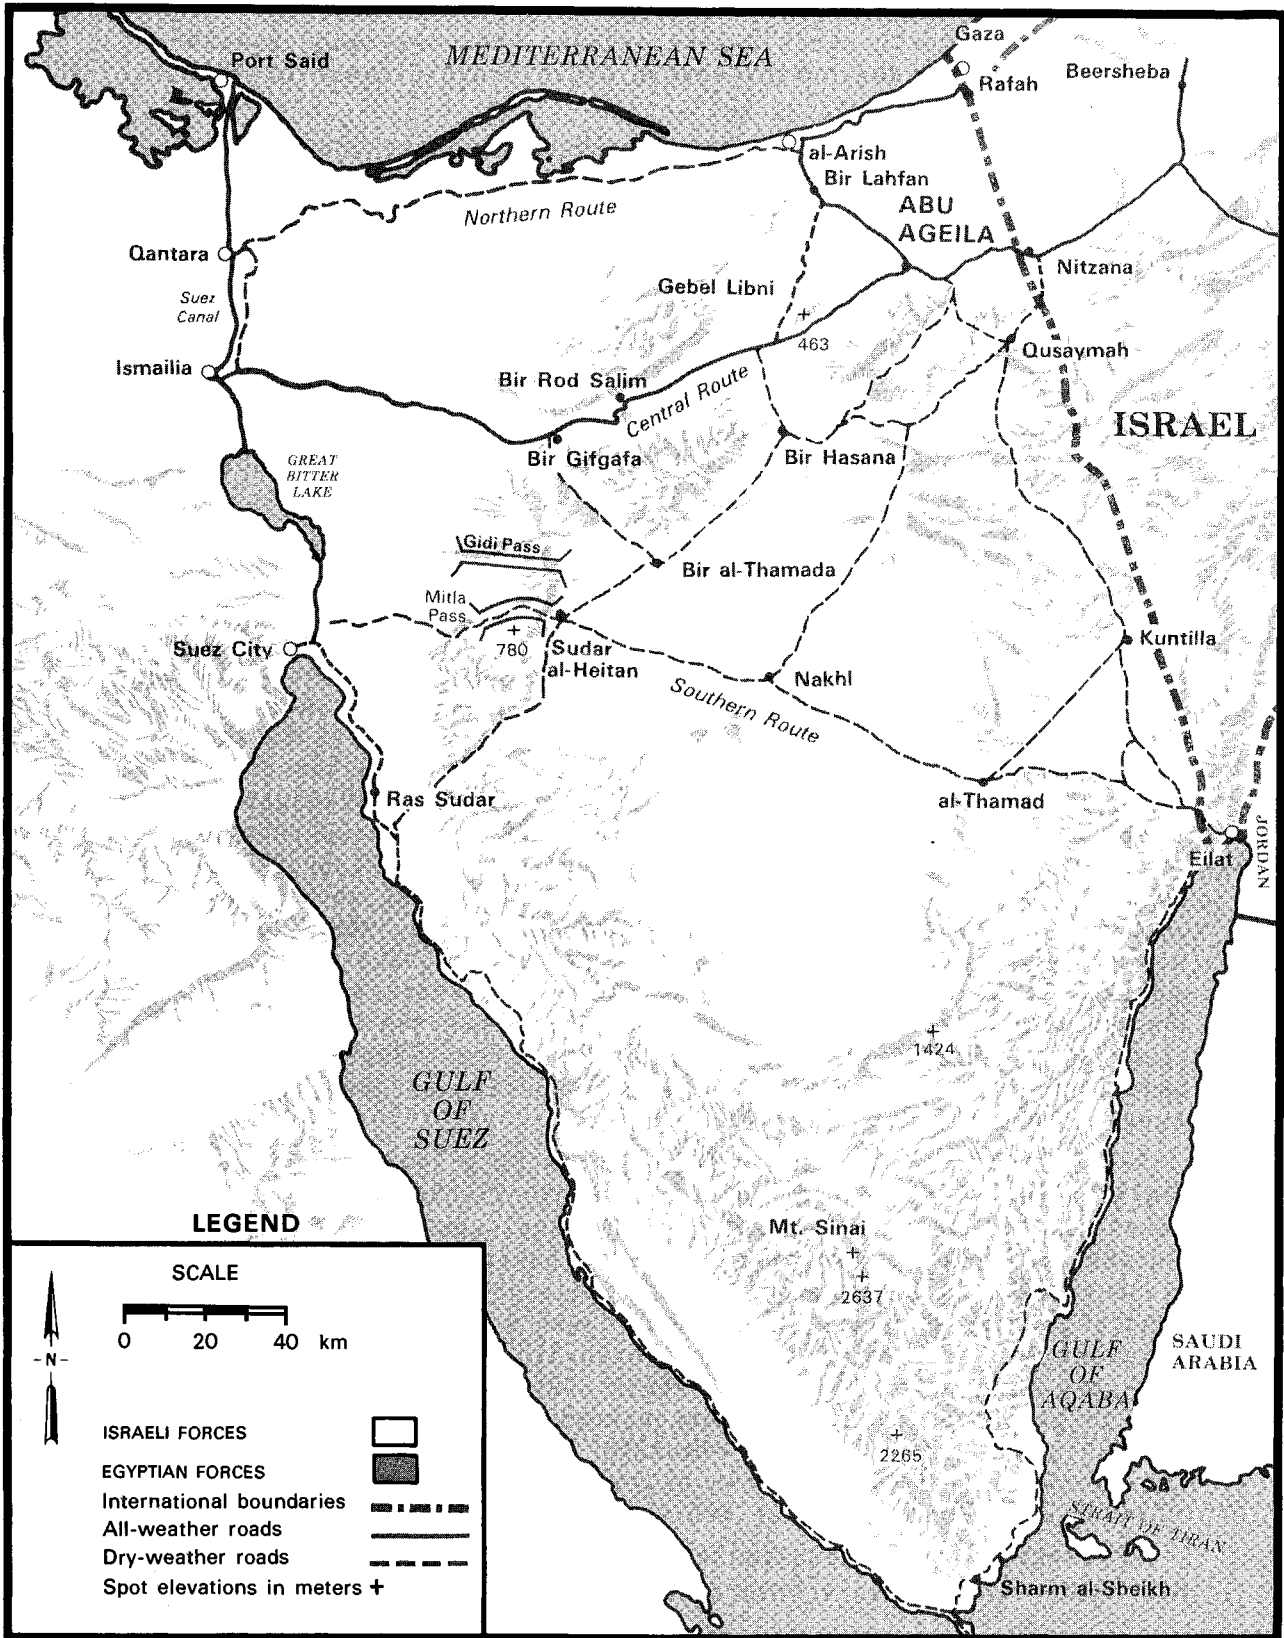 Gaza
MEDITERRANEAN SEA
Port Said
Rafah
Beersheba
al-Arish
Bir Lahfan
ABU
AGEILA
Northern Route
Qantara
Nitzana
Suez
Canal
Gebel Libni
463
Qusaymah
Ismailia
Bir Rod Salim
Central Route
ISRAEL
Bir Gifgafa
Bir Hasana
GREAT
BITTER
LAKE
Gidi Pass
Bir al-Thamada
Mitla
Pass
780
Sudar
al-Heitan
Suez City
Kuntilla
Nakhl
Southern Route
Ras Sudar
al-Thamad
JORDAN
Eilat
1424
GULF
OF
SUEZ
Mt. Sinai
2637
GULF
OF
AQABA
SAUDI
ARABIA
2265
STRAIT OF TIRAN
Sharm al-Sheikh
LEGEND
SCALE
0 20 40 km
-N-
ISRAELI FORCES
EGYPTIAN FORCES
International boundaries
All-weather roads
Dry-weather roads
Spot elevations in meters +